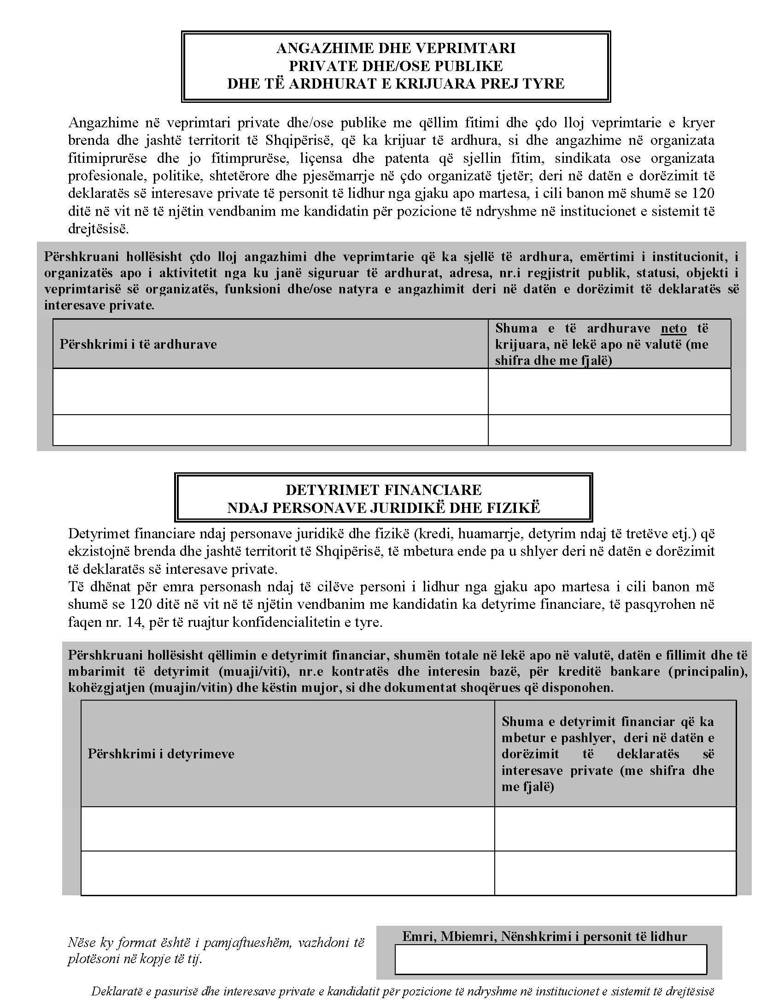 ANGAZHIME DHE VEPRIMTARI
PRIVATE DHE/OSE PUBLIKE
DHE TË ARDHURAT E KRIJUARA PREJ TYRE
Angazhime në veprimtari private dhe/ose publike me qëllim fitimi dhe çdo lloj veprimtarie e kryer
brenda dhe jashtë territorit të Shqipërisë, që ka krijuar të ardhura, si dhe angazhime në organizata
fitimiprurëse dhe jo fitimprurëse, liçensa dhe patenta që sjellin fitim, sindikata ose organizata
profesionale, politike, shtetërore dhe pjesëmarrje në çdo organizatë tjetër; deri në datën e dorëzimit të
deklaratës së interesave private të personit të lidhur nga gjaku apo martesa, i cili banon më shumë se 120
ditë në vit në të njëtin vendbanim me kandidatin për pozicione të ndryshme në institucionet e sistemit të
drejtësisë.
Përshkruani hollësisht çdo lloj angazhimi dhe veprimtarie që ka sjellë të ardhura, emërtimi i institucionit, i
organizatës apo i aktivitetit nga ku janë siguruar të ardhurat, adresa, nr.i regjistrit publik, statusi, objekti i
veprimtarisë së organizatës, funksioni dhe/ose natyra e angazhimit deri në datën e dorëzimit të deklaratës së
interesave private.
Përshkrimi i të ardhurave
Shuma e të ardhurave neto të
krijuara, në lekë apo në valutë (me
shifra dhe me fjalë)
DETYRIMET FINANCIARE
NDAJ PERSONAVE JURIDIKË DHE FIZIKË
Detyrimet financiare ndaj personave juridikë dhe fizikë (kredi, huamarrje, detyrim ndaj të tretëve etj.) që
ekzistojnë brenda dhe jashtë territorit të Shqipërisë, të mbetura ende pa u shlyer deri në datën e dorëzimit
të deklaratës së interesave private.
Të dhënat për emra personash ndaj të cilëve personi i lidhur nga gjaku apo martesa i cili banon më
shumë se 120 ditë në vit në të njëtin vendbanim me kandidatin ka detyrime financiare, të pasqyrohen në
faqen nr. 14, për të ruajtur konfidencialitetin e tyre.
Përshkruani hollësisht qëllimin e detyrimit financiar, shumën totale në lekë apo në valutë, datën e fillimit dhe të
mbarimit të detyrimit (muaji/viti), nr.e kontratës dhe interesin bazë, për kreditë bankare (principalin),
kohëzgjatjen (muajin/vitin) dhe këstin mujor, si dhe dokumentat shoqërues që disponohen.
Përshkrimi i detyrimeve
Shuma e detyrimit financiar që ka
mbetur e pashlyer, deri në datën e
dorëzimit të deklaratës së
interesave private (me shifra dhe
me fjalë)
Nëse ky format është i pamjaftueshëm, vazhdoni të
plotësoni në kopje të tij.
Emri, Mbiemri, Nënshkrimi i personit të lidhur
Deklaratë e pasurisë dhe interesave private e kandidatit për pozicione të ndryshme në institucionet e sistemit të drejtësisë